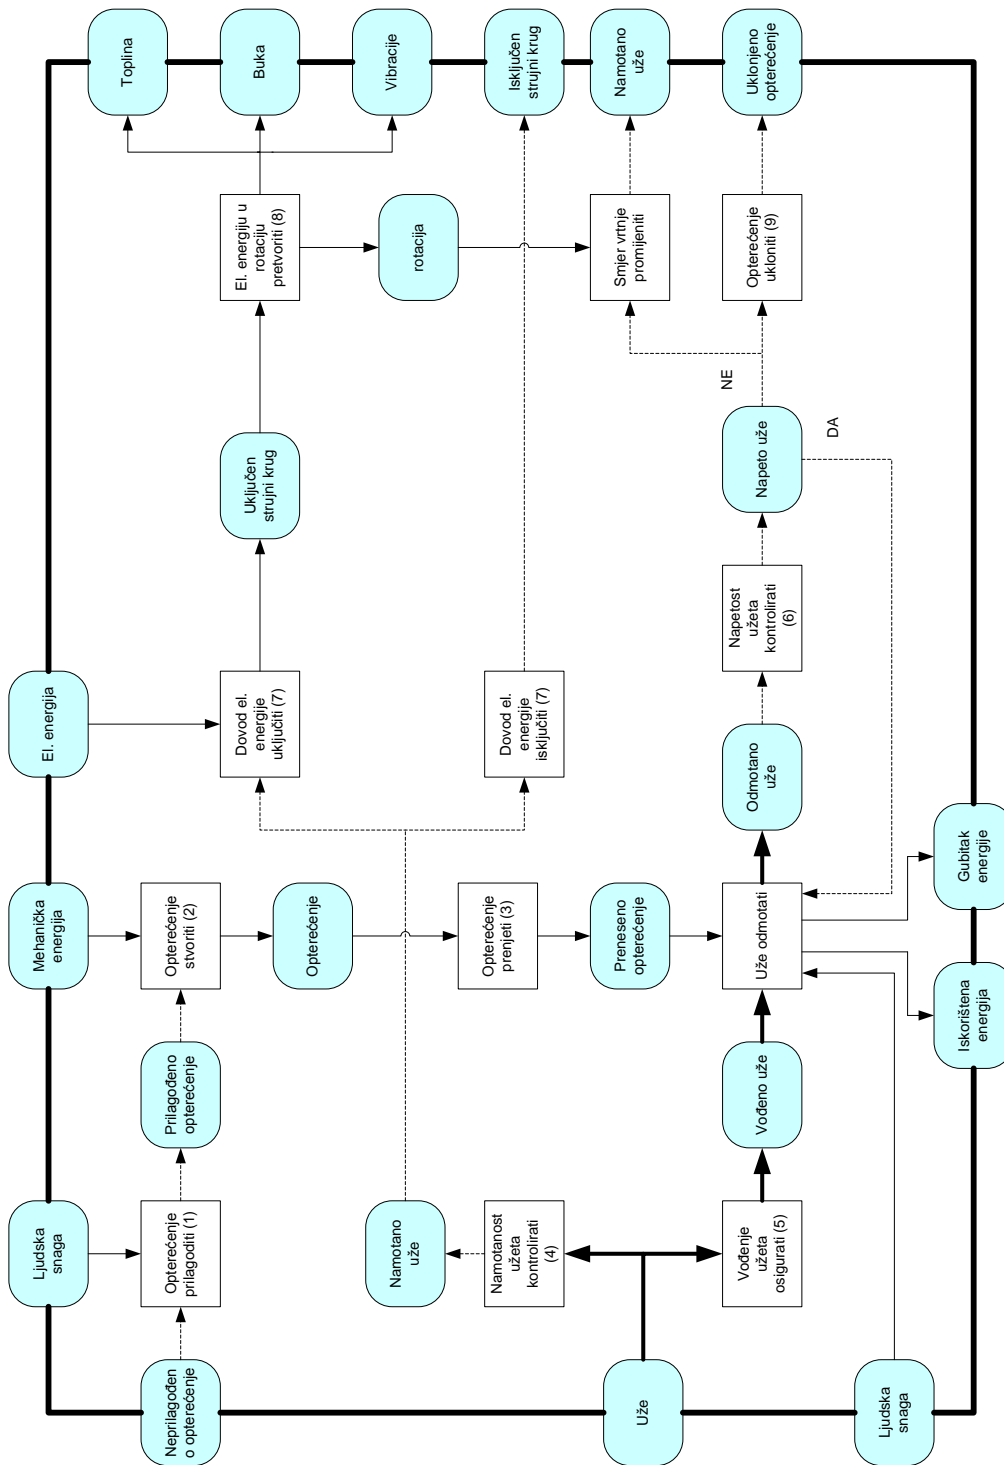 Ljudska
snaga
Mehanička
energija
El. energija
Neprilagođen
o opterećenje
Opterećenje
prilagoditi (1)
Prilagođeno
opterećenje
Opterećenje
stvoriti (2)
Dovod el.
energije
uključiti (7)
Uključen
strujni krug
El. energiju u
rotaciju
pretvoriti (8)
Toplina
Buka
Vibracije
Opterećenje
rotacija
Namotano
uže
Namotanost
užeta
kontrolirati
(4)
Opterećenje
prenjeti (3)
Dovod el.
energije
isključiti (7)
Isključen
strujni krug
Preneseno
opterećenje
Smjer vrtnje
promijeniti
Namotano
uže
Uže
Vođenje
užeta
osigurati (5)
Vođeno uže
Uže odmotati
Odmotano
uže
Napetost
užeta
kontrolirati
(6)
Napeto uže
NE
DA
Opterećenje
ukloniti (9)
Uklonjeno
opterećenje
Ljudska
snaga
Iskorištena
energija
Gubitak
energije